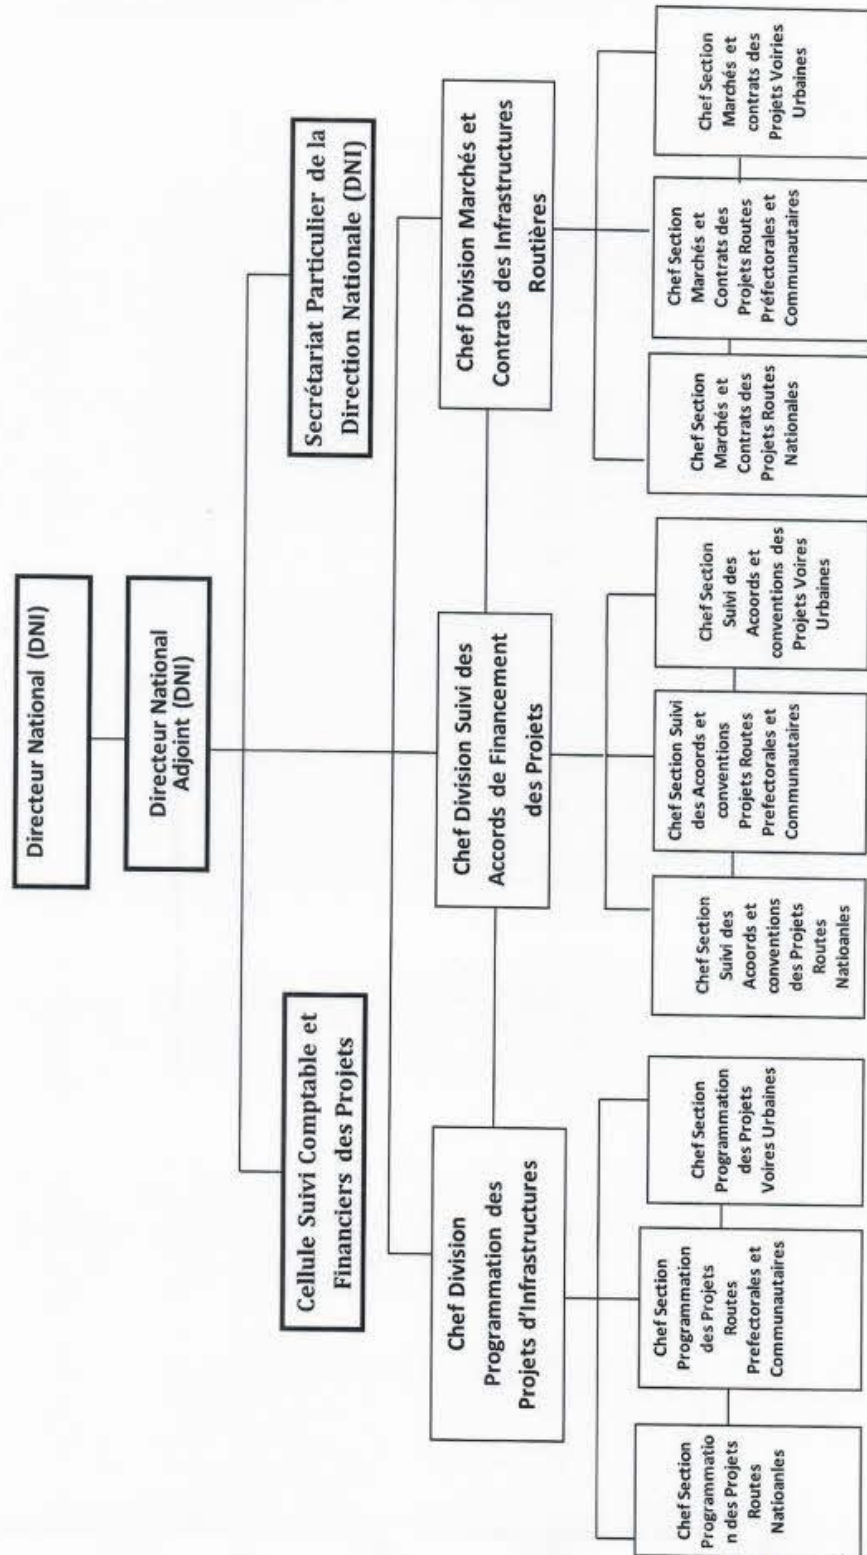 Directeur National (DNI)
Directeur National
Adjoint (DNI)
Cellule Suivi Comptable et
Financiers des Projets
Secrétariat Particulier de la
Direction Nationale (DNI)
Chef Division
Programmation des
Projets d'Infrastructures
Chef Division Suivi des
Accords de Financement
des Projets
Chef Division Marchés et
Contrats des Infrastructures
Routières
Chef Section
Programmatio
n des Projets
Routes
Natioanles
Chef Section
Programmation
des Projets
Routes
Prefectorales et
Communautaires
Chef Section
Programmation
des Projets
Voires Urbaines
Chef Section
Suivi des
Acoords et
conventions
des Projets
Routes
Natioanles
Chef Section Suivi
des Acoords et
conventions
Projets Routes
Prefectorales et
Communautaires
Chef Section
Suivi des
Acoords et
conventions des
Projets Voires
Urbaines
Chef Section
Marchés et
Contrats des
Projets Routes
Nationales
Chef Section
Marchés et
Contrats des
Projets Routes
Préfectorales et
Communautaires
Chef Section
Marchés et
contrats des
Projets Voiries
Urbaines